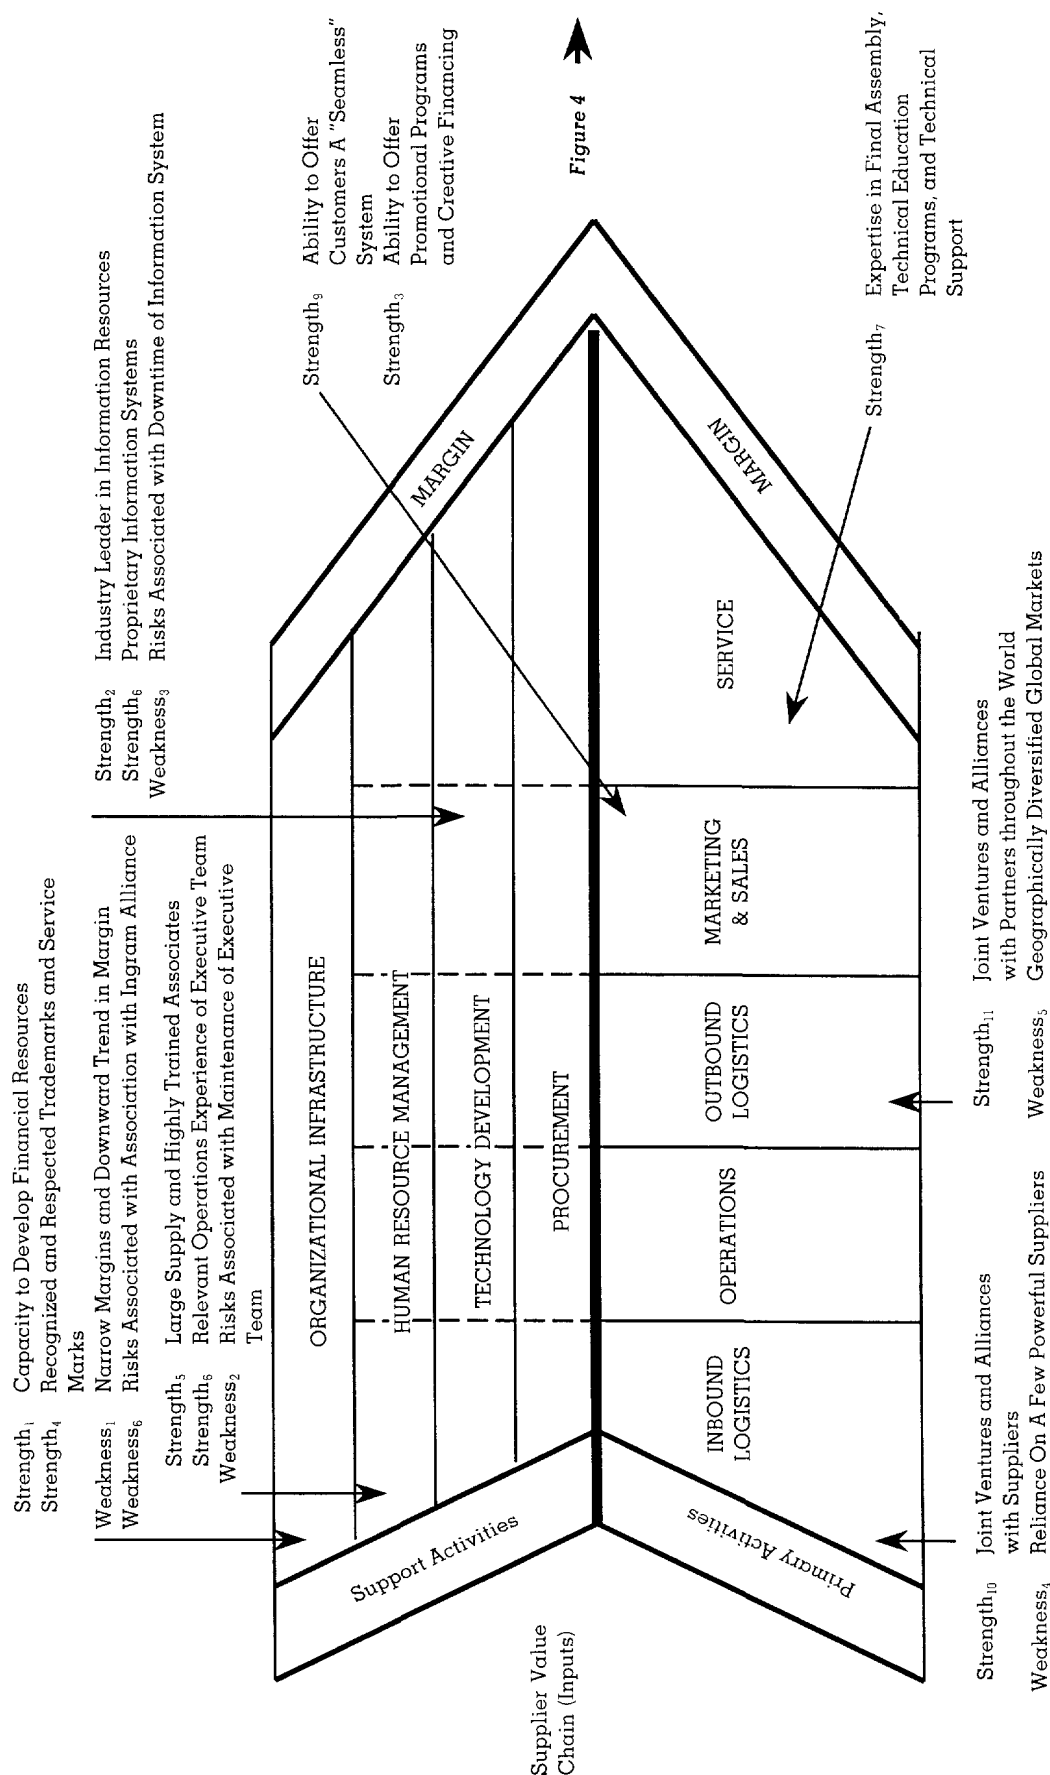 Strength₁ Capacity to Develop Financial Resources
Strength₄ Recognized and Respected Trademarks and Service
Marks
Weakness₁ Narrow Margins and Downward Trend in Margin
Weakness₆ Risks Associated with Association with Ingram Alliance
Strength₅ Large Supply and Highly Trained Associates
Strength₆ Relevant Operations Experience of Executive Team
Weakness₂ Risks Associated with Maintenance of Executive
Team
Strength₂ Industry Leader in Information Resources
Strength₆ Proprietary Information Systems
Weakness₃ Risks Associated with Downtime of Information System
Strength₉ Ability to Offer
Customers A "Seamless"
System
Strength₃ Ability to Offer
Promotional Programs
and Creative Financing
ORGANIZATIONAL INFRASTRUCTURE
HUMAN RESOURCE MANAGEMENT
TECHNOLOGY DEVELOPMENT
PROCUREMENT
Support Activities
MARGIN
Supplier Value
Chain (Inputs)
Figure 4
Primary Activities
INBOUND
LOGISTICS
OPERATIONS
OUTBOUND
LOGISTICS
MARKETING
& SALES
SERVICE
MARGIN
Strength₇ Expertise in Final Assembly,
Technical Education
Programs, and Technical
Support
Strength₁₀ Joint Ventures and Alliances
with Suppliers
Weakness₄ Reliance On A Few Powerful Suppliers
Strength₁₁ Joint Ventures and Alliances
with Partners throughout the World
Weakness₅ Geographically Diversified Global Markets